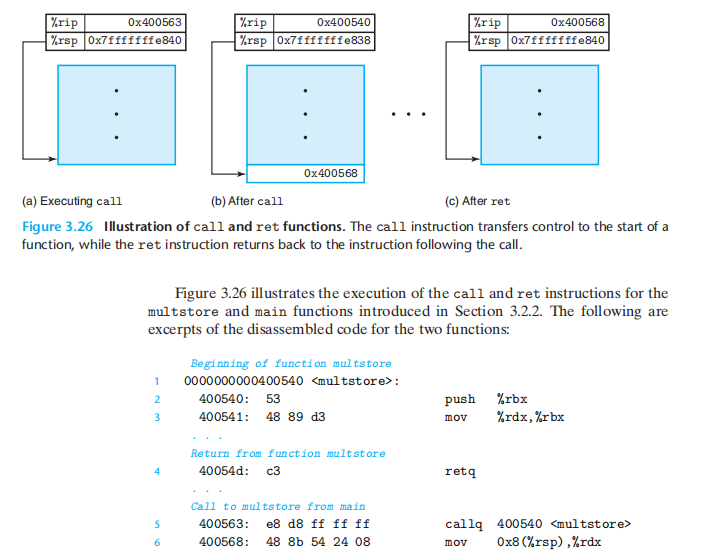 %rip 0x400563 %rip 0x400540 %rip 0x400568
%rsp 0x7fffffffe840 %rsp 0x7fffffffe838 %rsp 0x7fffffffe840
0x400568
(a) Executing call (b) After call (c) After ret
Figure 3.26 Illustration of call and ret functions. The call instruction transfers control to the start of a
function, while the ret instruction returns back to the instruction following the call.
Figure 3.26 illustrates the execution of the call and ret instructions for the
multstore and main functions introduced in Section 3.2.2. The following are
excerpts of the disassembled code for the two functions:
Beginning of function multstore
1 0000000000400540 <multstore>:
2 400540: 53 push %rbx
3 400541: 48 89 d3 mov %rdx,%rbx
. . .
Return from function multstore
4 40054d: c3 retq
. . .
Call to multstore from main
5 400563: e8 d8 ff ff ff callq 400540 <multstore>
6 400568: 48 8b 54 24 08 mov 0x8(%rsp),%rdx